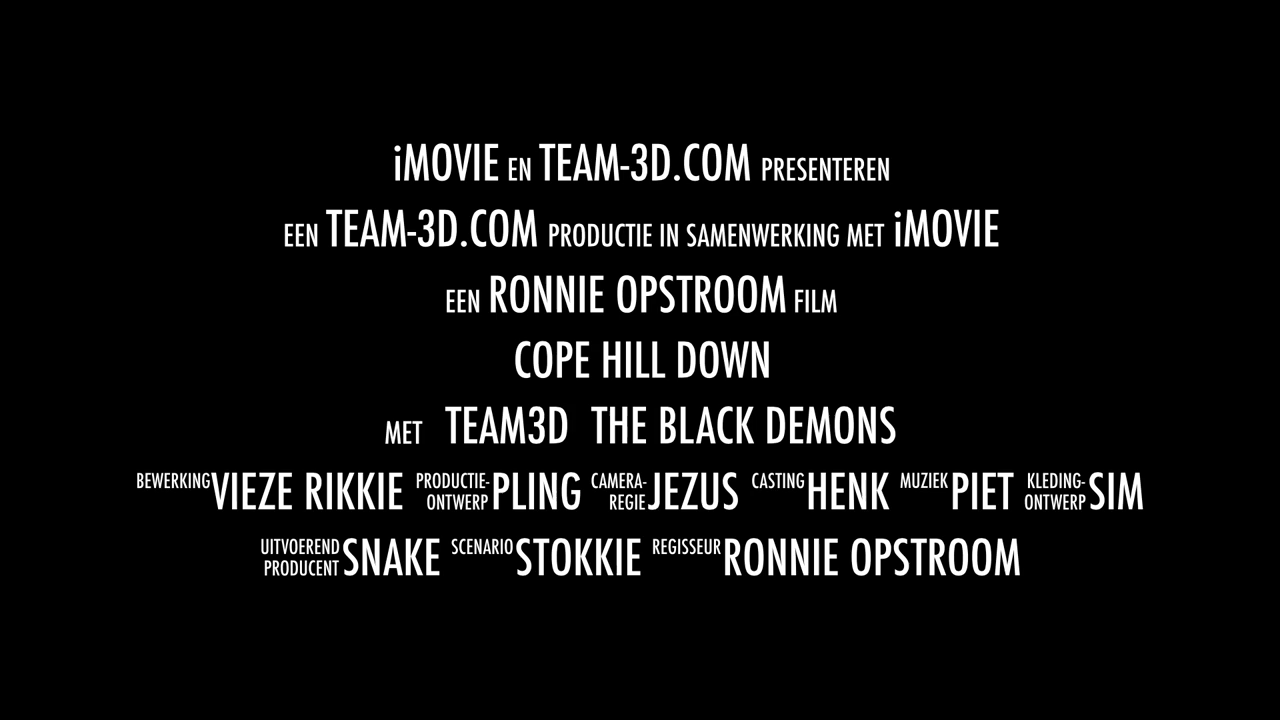 iMOVIE EN TEAM-3D.COM PRESENTEREN
EEN TEAM-3D.COM PRODUCTIE IN SAMENWERKING MET iMOVIE
EEN RONNIE OPSTROOM FILM
COPE HILL DOWN
MET TEAM3D THE BLACK DEMONS
BEWERKING VIEZE RIKKIE PRODUCTIE-ONTWERP PLING CAMERA-REGIE JEZUS CASTING HENK MUZIEK PIET KLEDING-ONTWERP SIM
UITVOEREND PRODUCENT SNAKE SCENARIO STOKKIE REGISSEUR RONNIE OPSTROOM